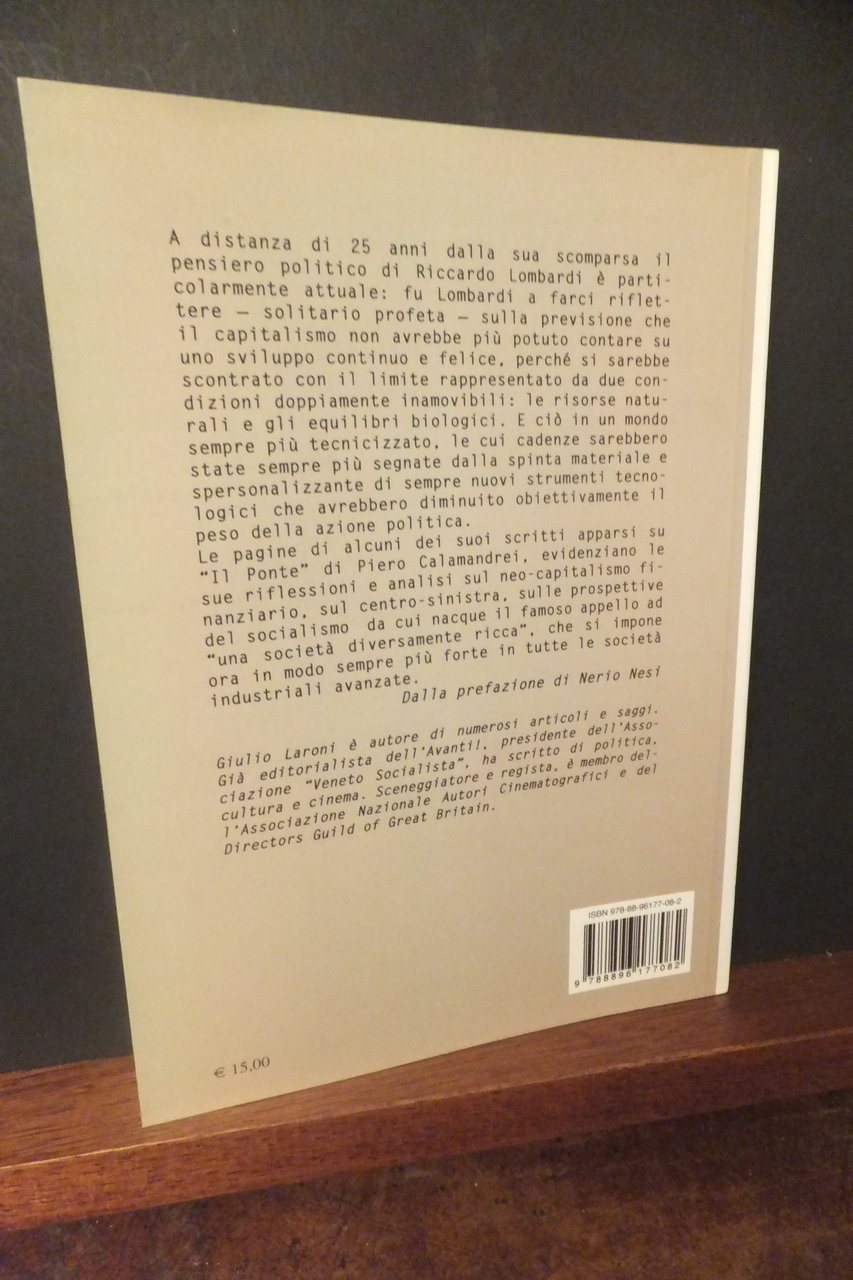 A distanza di 25 anni dalla sua scomparsa il
pensiero politico di Riccardo Lombardi è parti-
colarmente attuale: fu Lombardi a farci riflet-
tere – solitario profeta – sulla previsione che
il capitalismo non avrebbe più potuto contare su
uno sviluppo continuo e felice, perché si sarebbe
scontrato con il limite rappresentato da due con-
dizioni doppiamente inamovibili: le risorse natu-
rali e gli equilibri biologici. E ciò in un mondo
sempre più tecnicizzato, le cui cadenze sarebbero
state sempre più segnate dalla spinta materiale e
spersonalizzante di sempre nuovi strumenti tecno-
logici che avrebbero diminuito obiettivamente il
peso della azione politica.
Le pagine di alcuni dei suoi scritti apparsi su
“Il Ponte” di Piero Calamandrei, evidenziano le
sue riflessioni e analisi sul neo-capitalismo fi-
nanziario, sul centro-sinistra, sulle prospettive
del socialismo da cui nacque il famoso appello ad
“una società diversamente ricca”, che si impone
ora in modo sempre più forte in tutte le società
industriali avanzate.
Dalla prefazione di Nerio Nesi
Giulio Laroni è autore di numerosi articoli e saggi.
Già editorialista dell'Avanti!, presidente dell'Asso-
ciazione “Veneto Socialista”, ha scritto di politica,
cultura e cinema. Sceneggiatore e regista, è membro del-
l'Associazione Nazionale Autori Cinematografici e del
Directors Guild of Great Britain.
ISBN 978-88-96177-08-2
9 788896 177082
€ 15,00